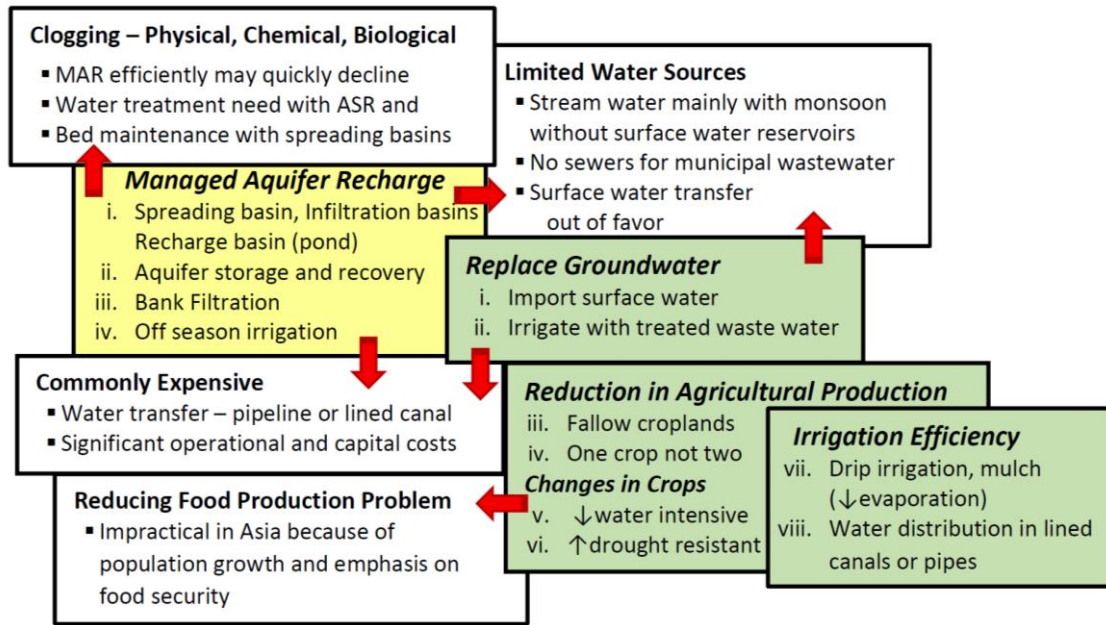 Clogging – Physical, Chemical, Biological
▪ MAR efficiently may quickly decline
▪ Water treatment need with ASR and
▪ Bed maintenance with spreading basins
Limited Water Sources
▪ Stream water mainly with monsoon
without surface water reservoirs
▪ No sewers for municipal wastewater
▪ Surface water transfer
out of favor
Managed Aquifer Recharge
i. Spreading basin, Infiltration basins
Recharge basin (pond)
ii. Aquifer storage and recovery
iii. Bank Filtration
iv. Off season irrigation
Replace Groundwater
i. Import surface water
ii. Irrigate with treated waste water
Commonly Expensive
▪ Water transfer – pipeline or lined canal
▪ Significant operational and capital costs
Reduction in Agricultural Production
iii. Fallow croplands
iv. One crop not two
Changes in Crops
v. ↓water intensive
vi. ↑drought resistant
Irrigation Efficiency
vii. Drip irrigation, mulch
(↓evaporation)
viii. Water distribution in lined
canals or pipes
Reducing Food Production Problem
▪ Impractical in Asia because of
population growth and emphasis on
food security